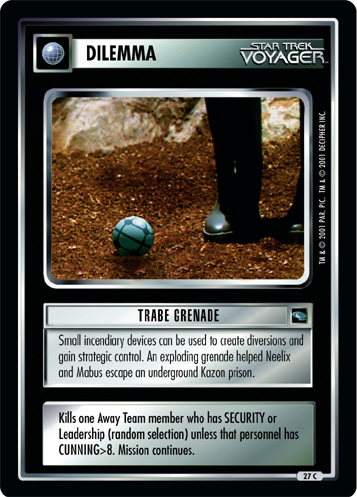 DILEMMA
STAR TREK
VOYAGER™
TM & © 2001 PAR. PIC. TM & © 2001 DECIPHER INC.
TRABE GRENADE
Small incendiary devices can be used to create diversions and
gain strategic control. An exploding grenade helped Neelix
and Mabus escape an underground Kazon prison.
Kills one Away Team member who has SECURITY or
Leadership (random selection) unless that personnel has
CUNNING>8. Mission continues.
27 C